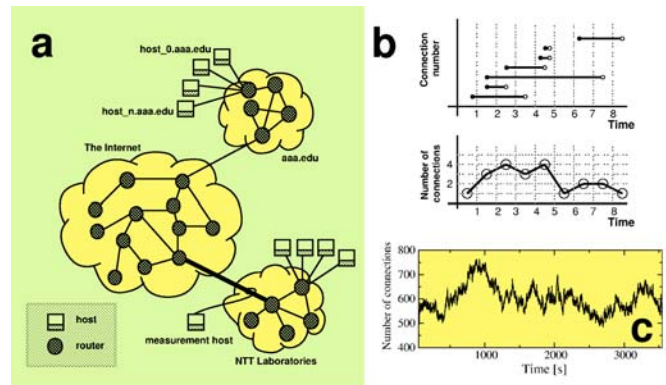 a
host_0.aaa.edu
host_n.aaa.edu
The Internet
aaa.edu
host
router
measurement host
NTT Laboratories
b
Connection
number
1 2 3 4 5 6 7 8
Time
Number of
connections
4
2
1 2 3 4 5 6 7 8
Time
Number of connections
800
700
600
500
400
1000 2000 3000
Time [s]
c